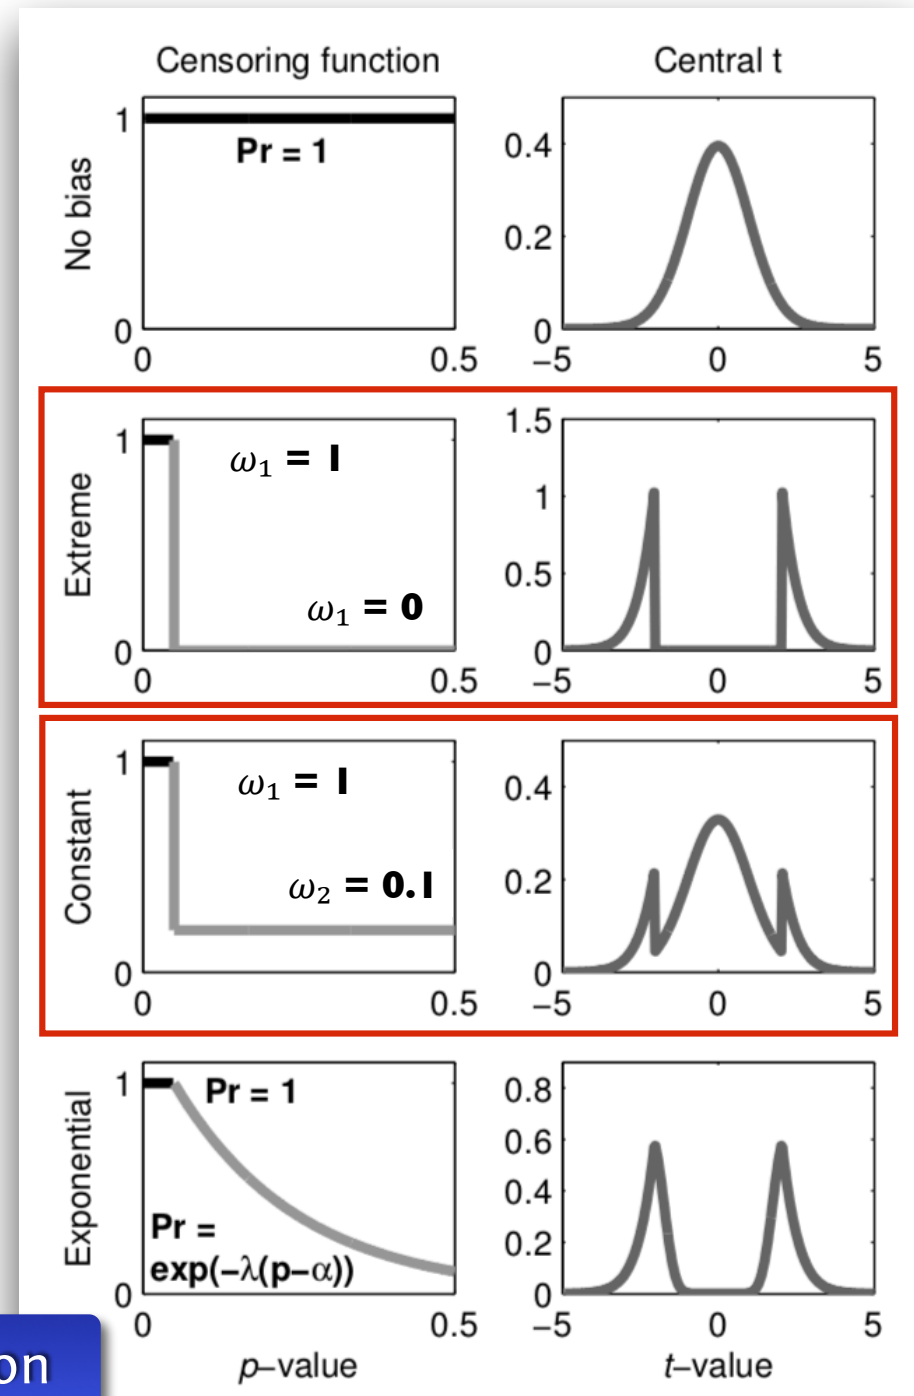 Censoring function Central t
No bias
1
Pr = 1
0
0 0.5
0.4
0.2
0
−5 0 5
Extreme
1
ω₁ = 1
ω₁ = 0
0
0 0.5
1.5
1
0.5
0
−5 0 5
Constant
1
ω₁ = 1
ω₂ = 0.1
0
0 0.5
0.4
0.2
0
−5 0 5
Exponential
1
Pr = 1
Pr =
exp(−λ(p−α))
0
0 0.5
p−value
0.8
0.6
0.4
0.2
0
−5 0 5
t−value
on